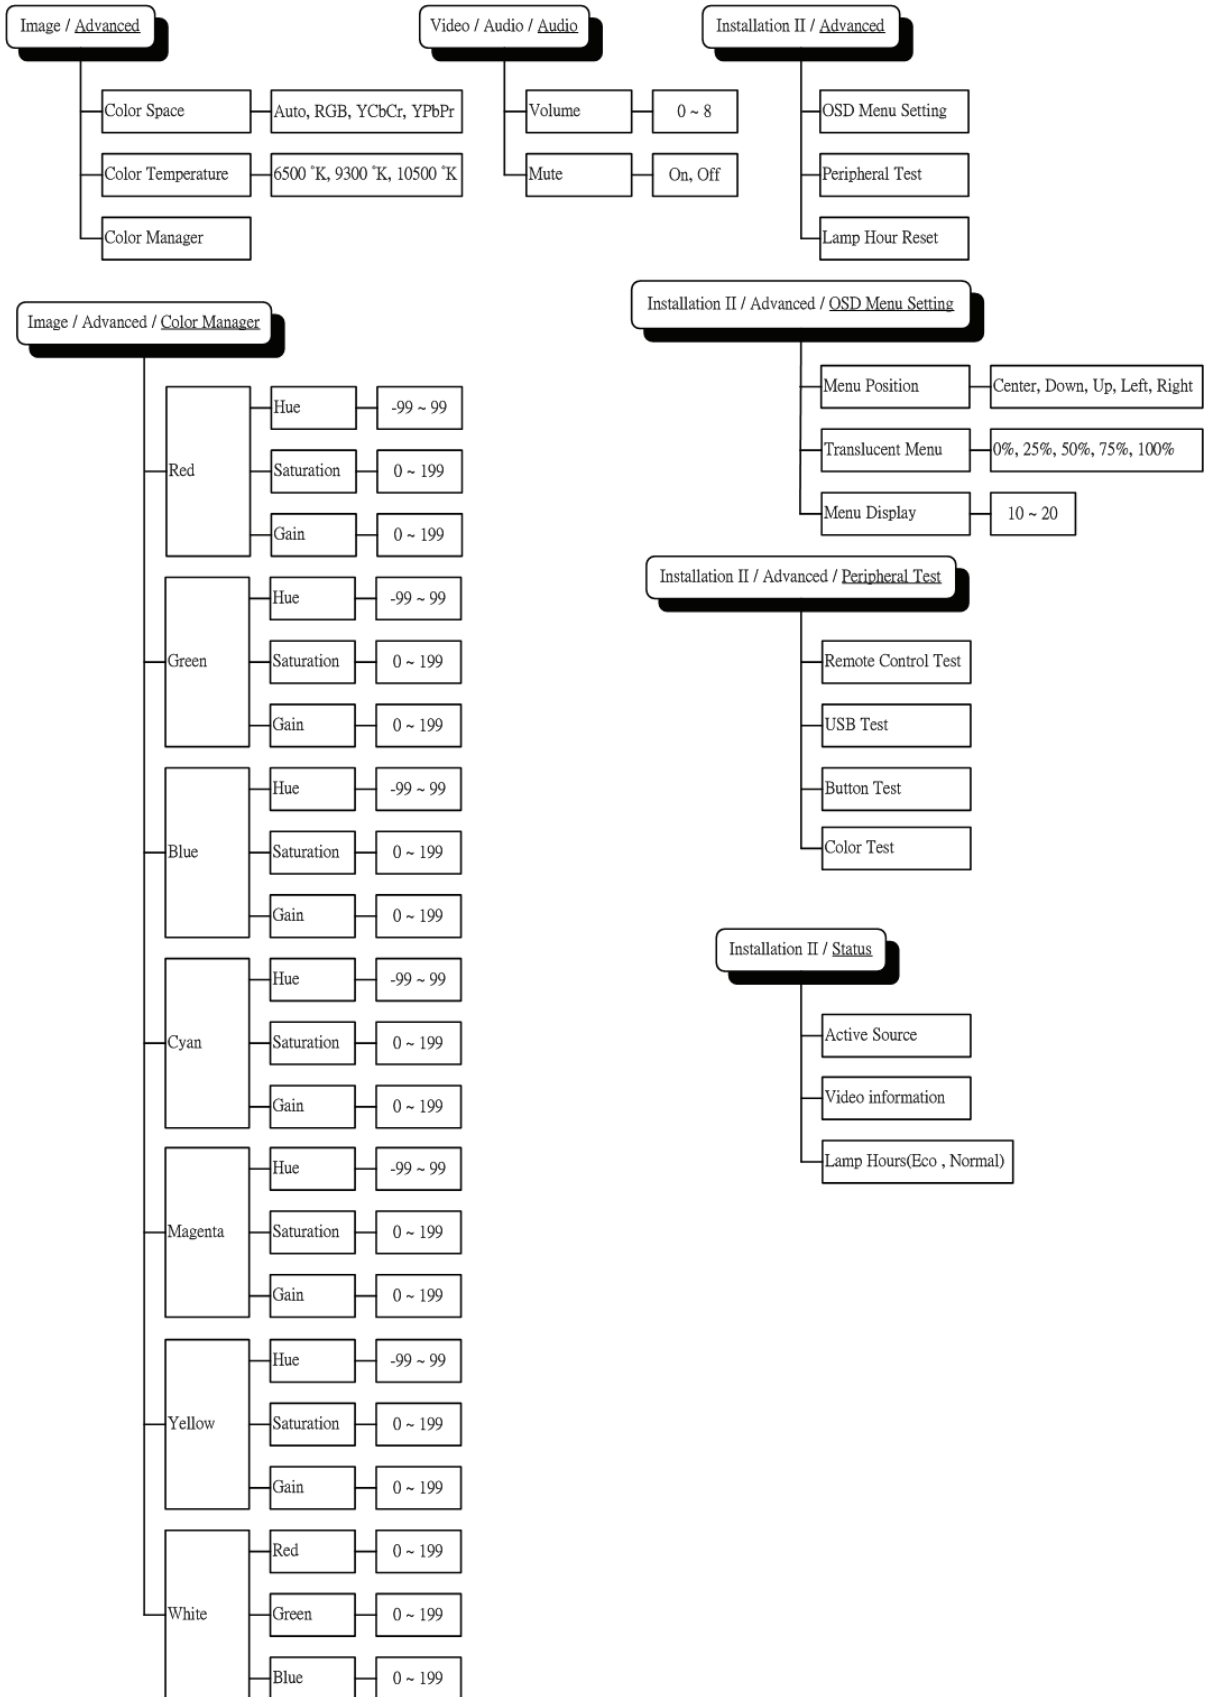 Image / Advanced
Color Space
Auto, RGB, YCbCr, YPbPr
Color Temperature
6500 °K, 9300 °K, 10500 °K
Color Manager
Video / Audio / Audio
Volume
0 ~ 8
Mute
On, Off
Installation II / Advanced
OSD Menu Setting
Peripheral Test
Lamp Hour Reset
Image / Advanced / Color Manager
Red
Hue
-99 ~ 99
Saturation
0 ~ 199
Gain
0 ~ 199
Green
Hue
-99 ~ 99
Saturation
0 ~ 199
Gain
0 ~ 199
Blue
Hue
-99 ~ 99
Saturation
0 ~ 199
Gain
0 ~ 199
Cyan
Hue
-99 ~ 99
Saturation
0 ~ 199
Gain
0 ~ 199
Magenta
Hue
-99 ~ 99
Saturation
0 ~ 199
Gain
0 ~ 199
Yellow
Hue
-99 ~ 99
Saturation
0 ~ 199
Gain
0 ~ 199
White
Red
0 ~ 199
Green
0 ~ 199
Blue
0 ~ 199
Installation II / Advanced / OSD Menu Setting
Menu Position
Center, Down, Up, Left, Right
Translucent Menu
0%, 25%, 50%, 75%, 100%
Menu Display
10 ~ 20
Installation II / Advanced / Peripheral Test
Remote Control Test
USB Test
Button Test
Color Test
Installation II / Status
Active Source
Video information
Lamp Hours(Eco , Normal)